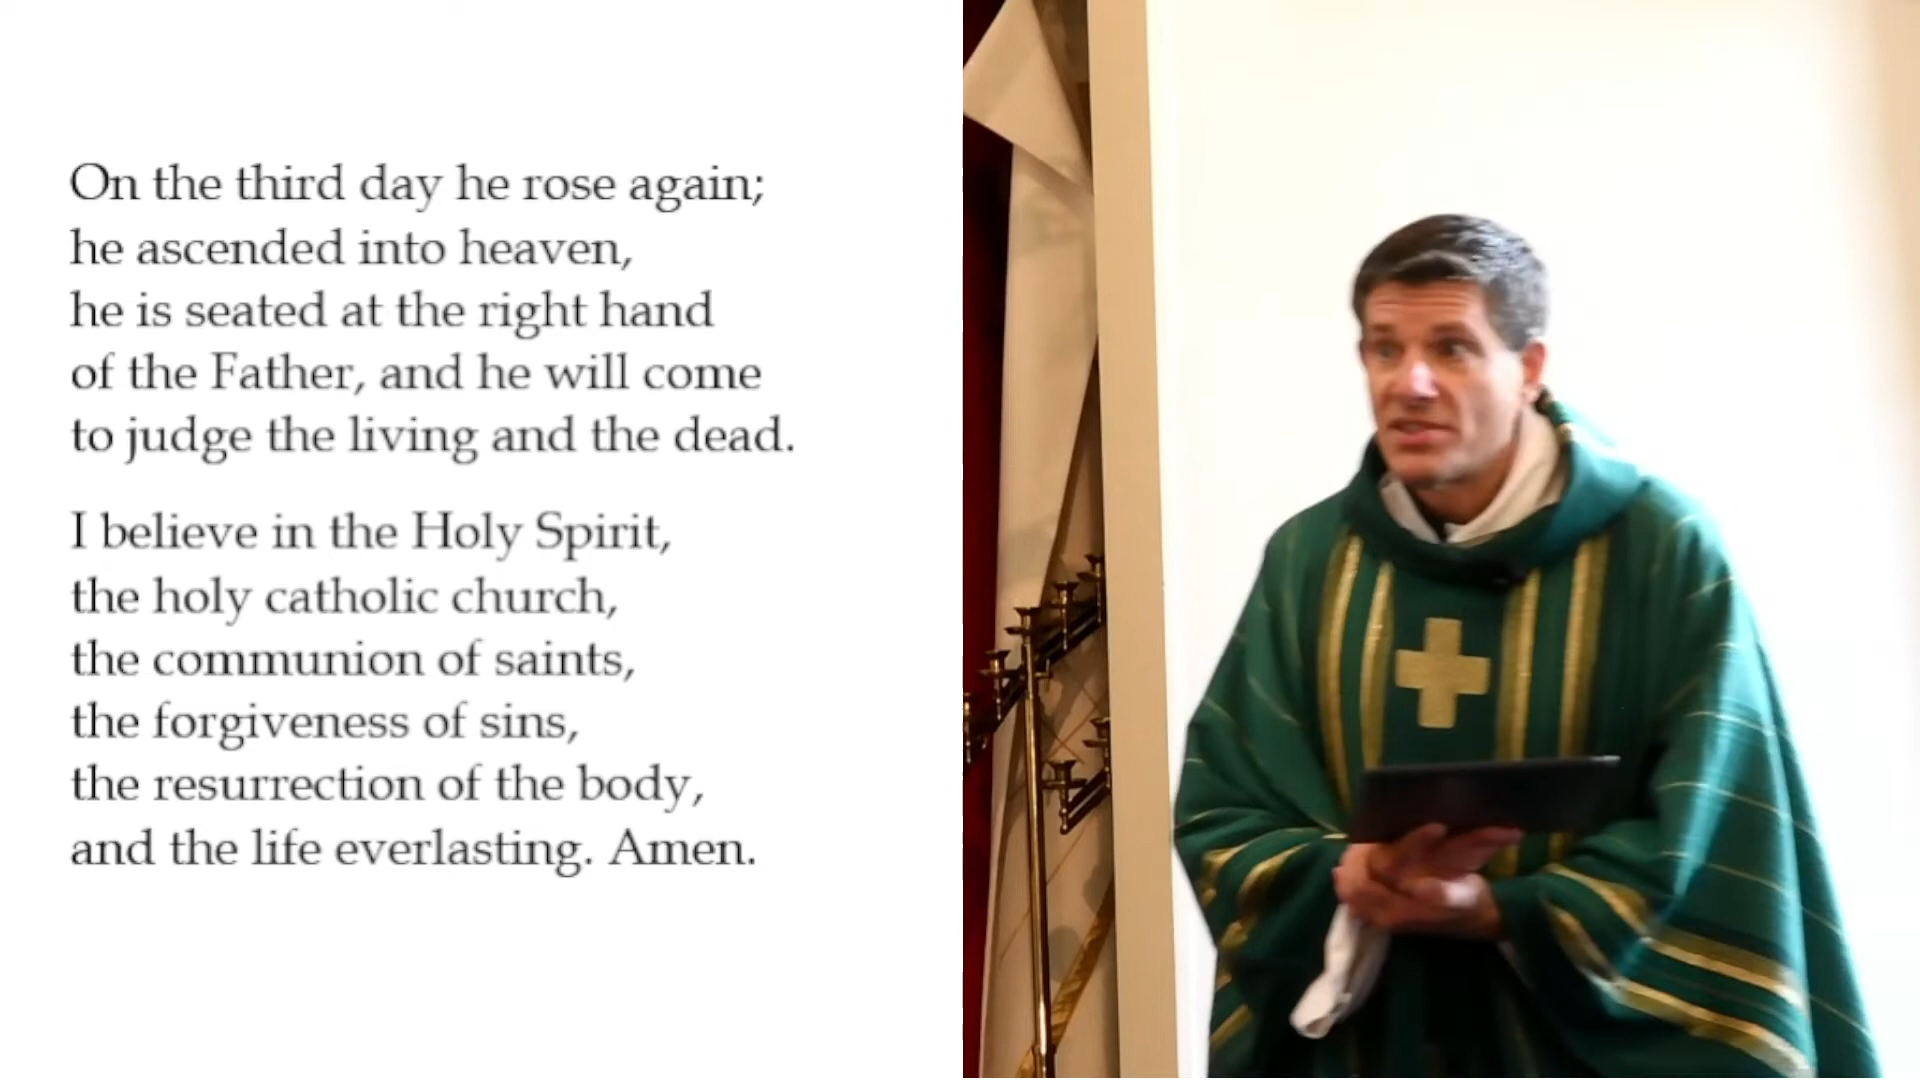 On the third day he rose again;
he ascended into heaven,
he is seated at the right hand
of the Father, and he will come
to judge the living and the dead.
I believe in the Holy Spirit,
the holy catholic church,
the communion of saints,
the forgiveness of sins,
the resurrection of the body,
and the life everlasting. Amen.